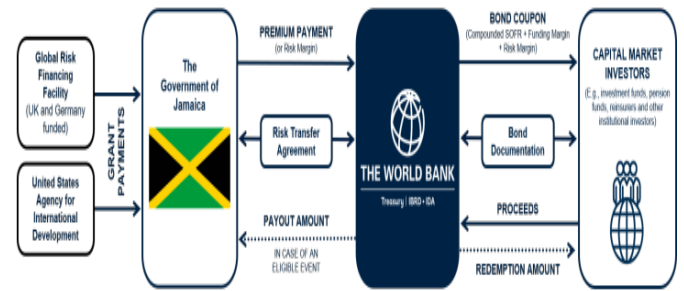 Global Risk
Financing
Facility
(UK and Germany
funded)
United States
Agency for
International
Development
GRANT
PAYMENTS
The
Government of
Jamaica
PREMIUM PAYMENT
(or Risk Margin)
Risk Transfer
Agreement
PAYOUT AMOUNT
IN CASE OF AN
ELIGIBLE EVENT
THE WORLD BANK
Treasury | IBRD • IDA
BOND COUPON
(Compounded SOFR + Funding Margin
+ Risk Margin)
Bond
Documentation
PROCEEDS
REDEMPTION AMOUNT
CAPITAL MARKET
INVESTORS
(E.g., investment funds, pension
funds, reinsurers and other
institutional investors)